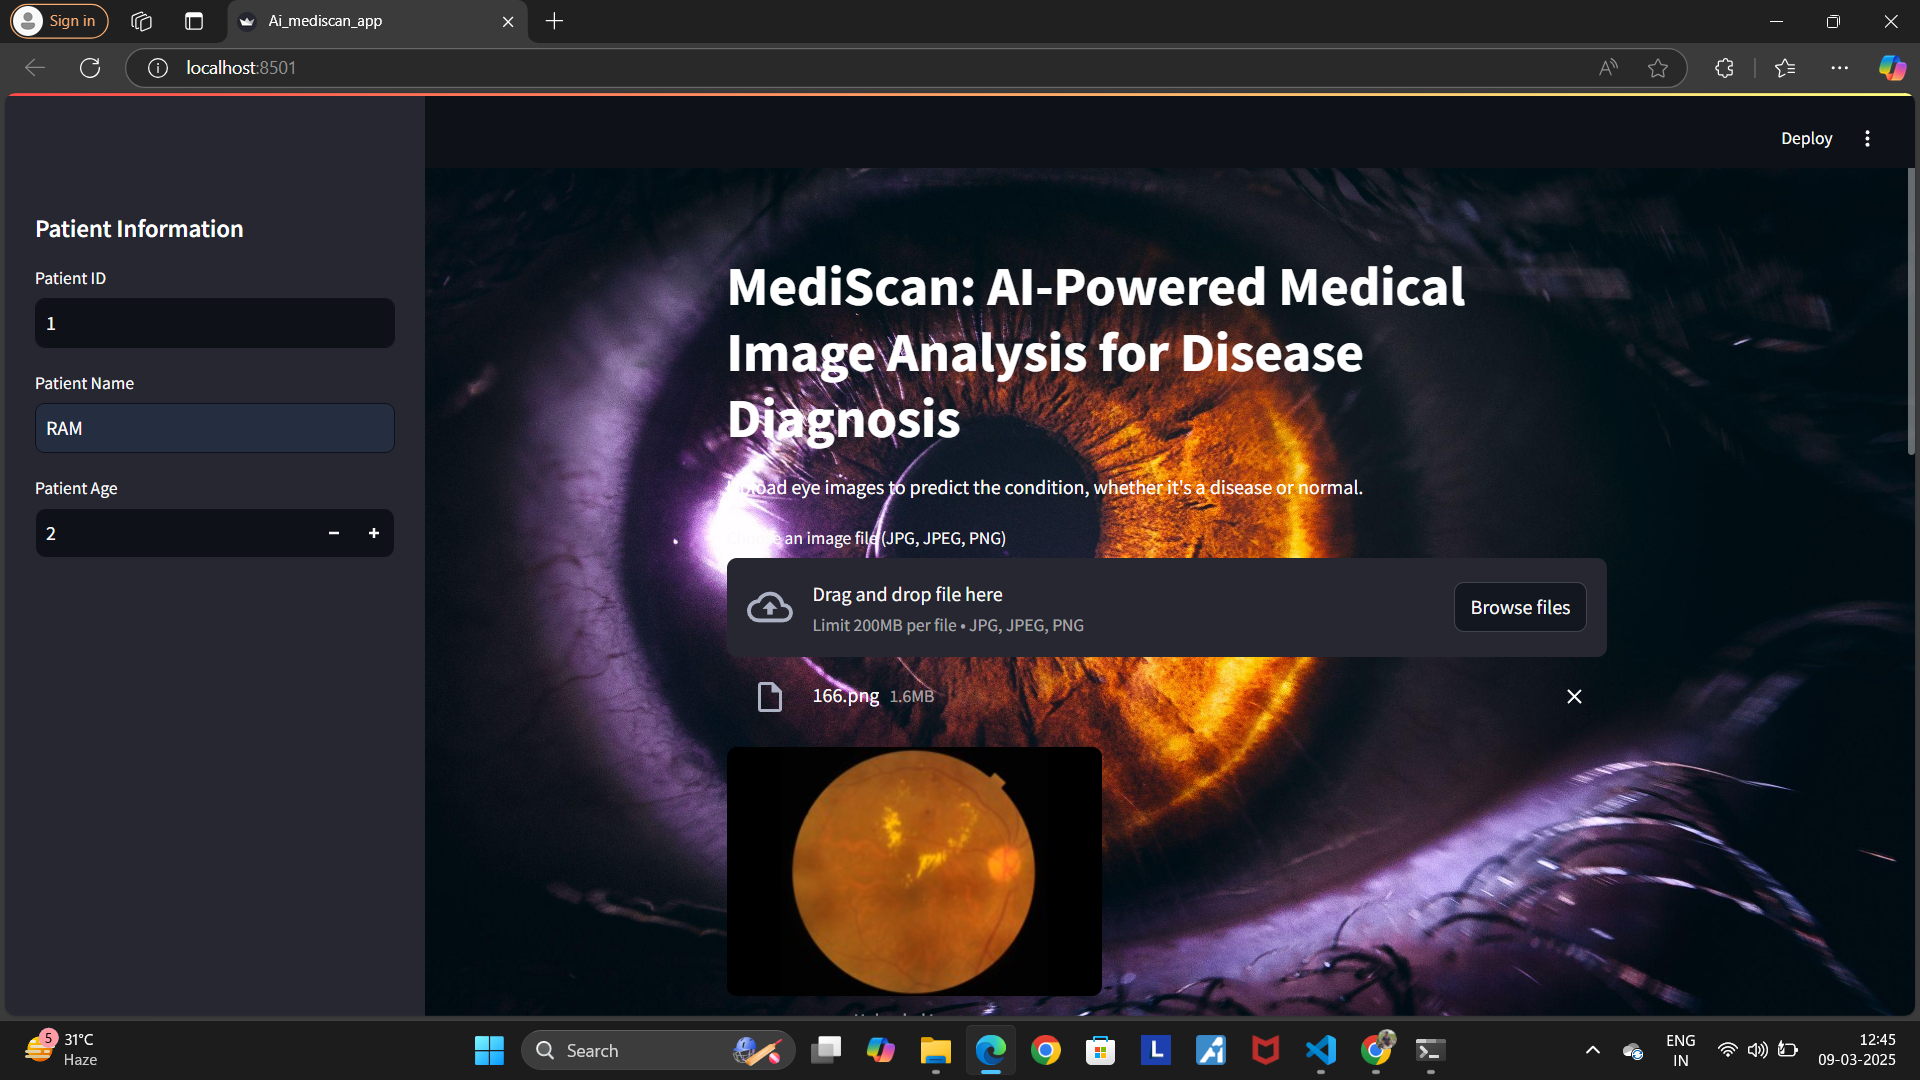 Sign in
Ai_mediscan_app
localhost:8501
Deploy
Patient Information
Patient ID
1
Patient Name
RAM
Patient Age
2
MediScan: AI-Powered Medical
Image Analysis for Disease
Diagnosis
Upload eye images to predict the condition, whether it's a disease or normal.
Choose an image file (JPG, JPEG, PNG)
Drag and drop file here
Limit 200MB per file • JPG, JPEG, PNG
Browse files
166.png 1.6MB
5
31°C
Haze
Search
L
ENG
IN
12:45
09-03-2025